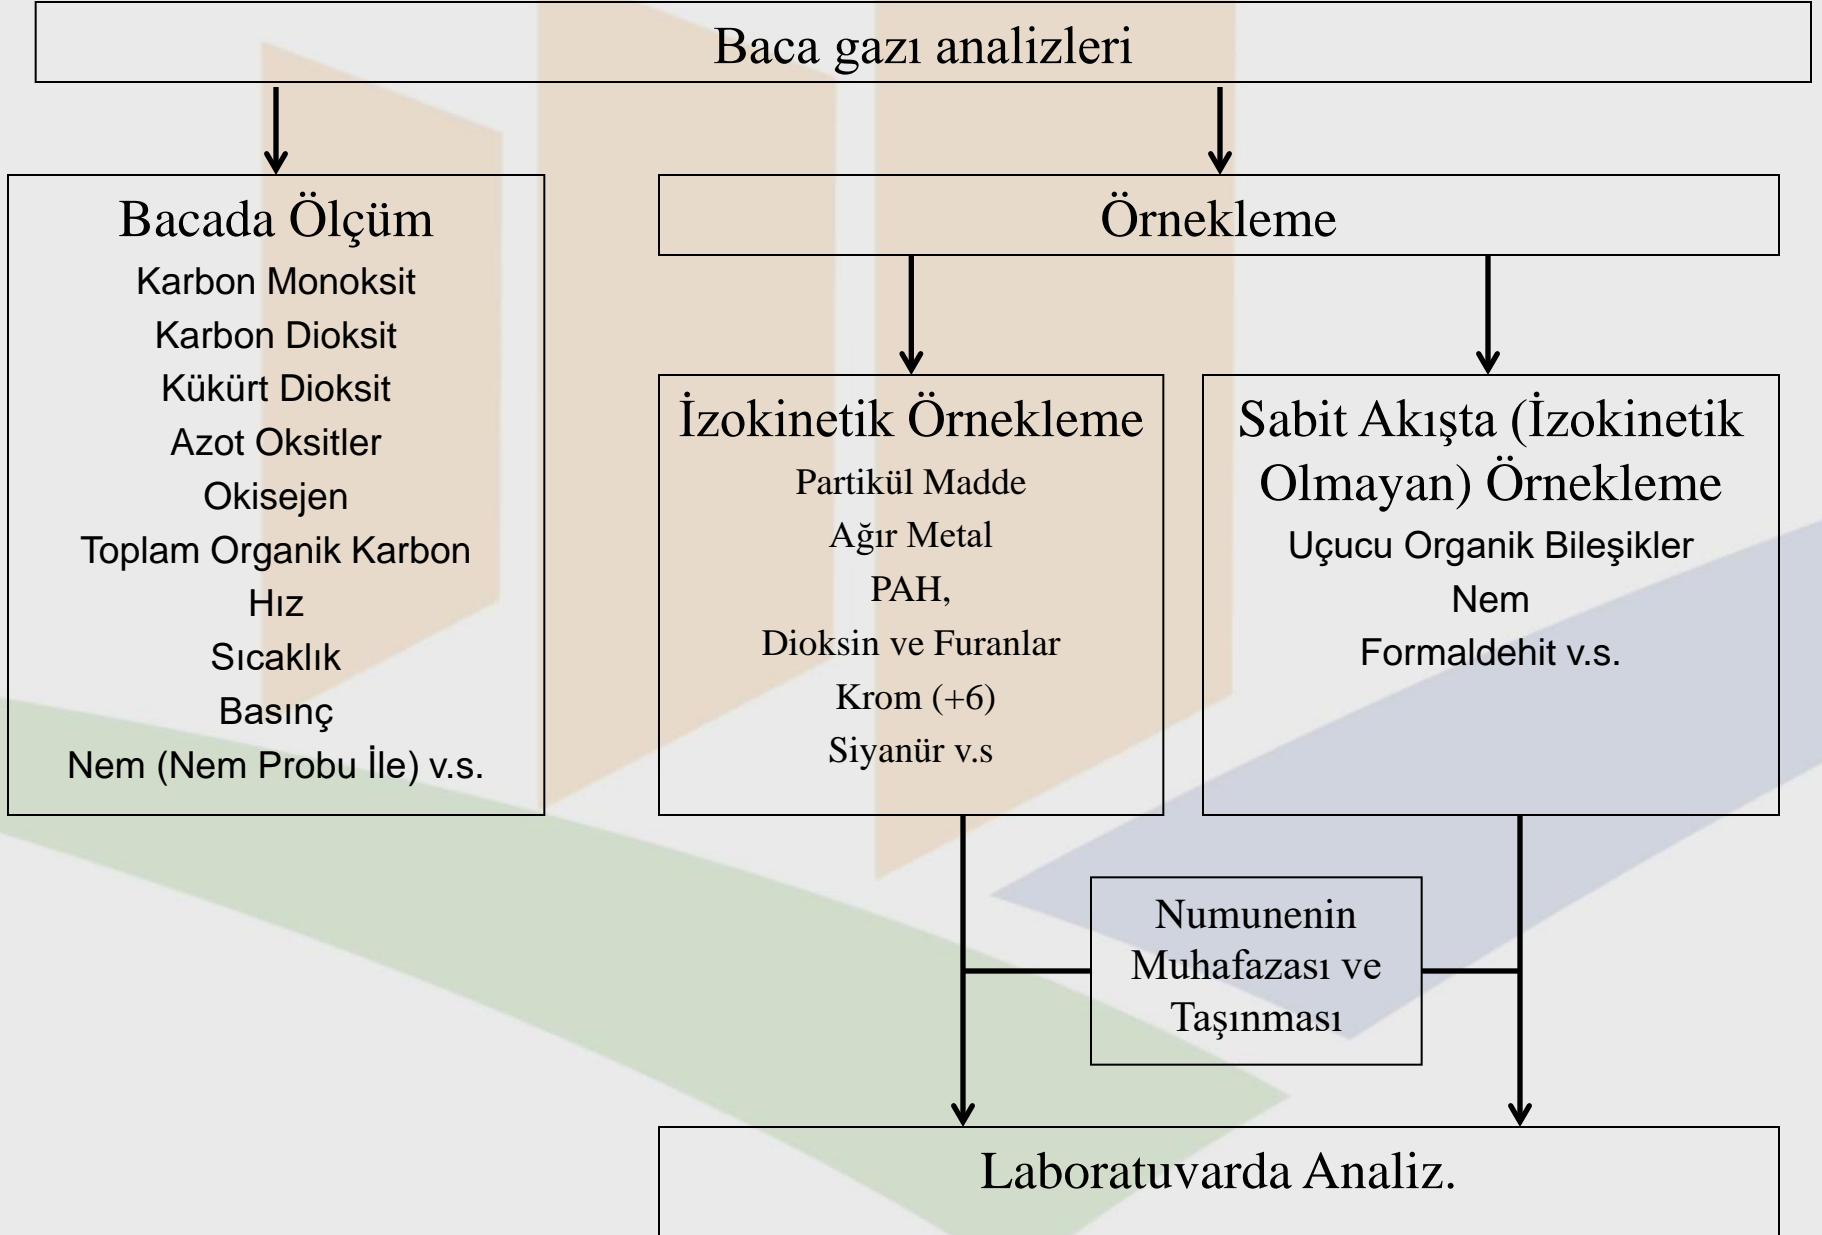 Baca gazı analizleri
Bacada Ölçüm
Karbon Monoksit
Karbon Dioksit
Kükürt Dioksit
Azot Oksitler
Okisejen
Toplam Organik Karbon
Hız
Sıcaklık
Basınç
Nem (Nem Probu İle) v.s.
Örnekleme
İzokinetik Örnekleme
Partikül Madde
Ağır Metal
PAH,
Dioksin ve Furanlar
Krom (+6)
Siyanür v.s
Sabit Akışta (İzokinetik
Olmayan) Örnekleme
Uçucu Organik Bileşikler
Nem
Formaldehit v.s.
Numunenin
Muhafazası ve
Taşınması
Laboratuvarda Analiz.